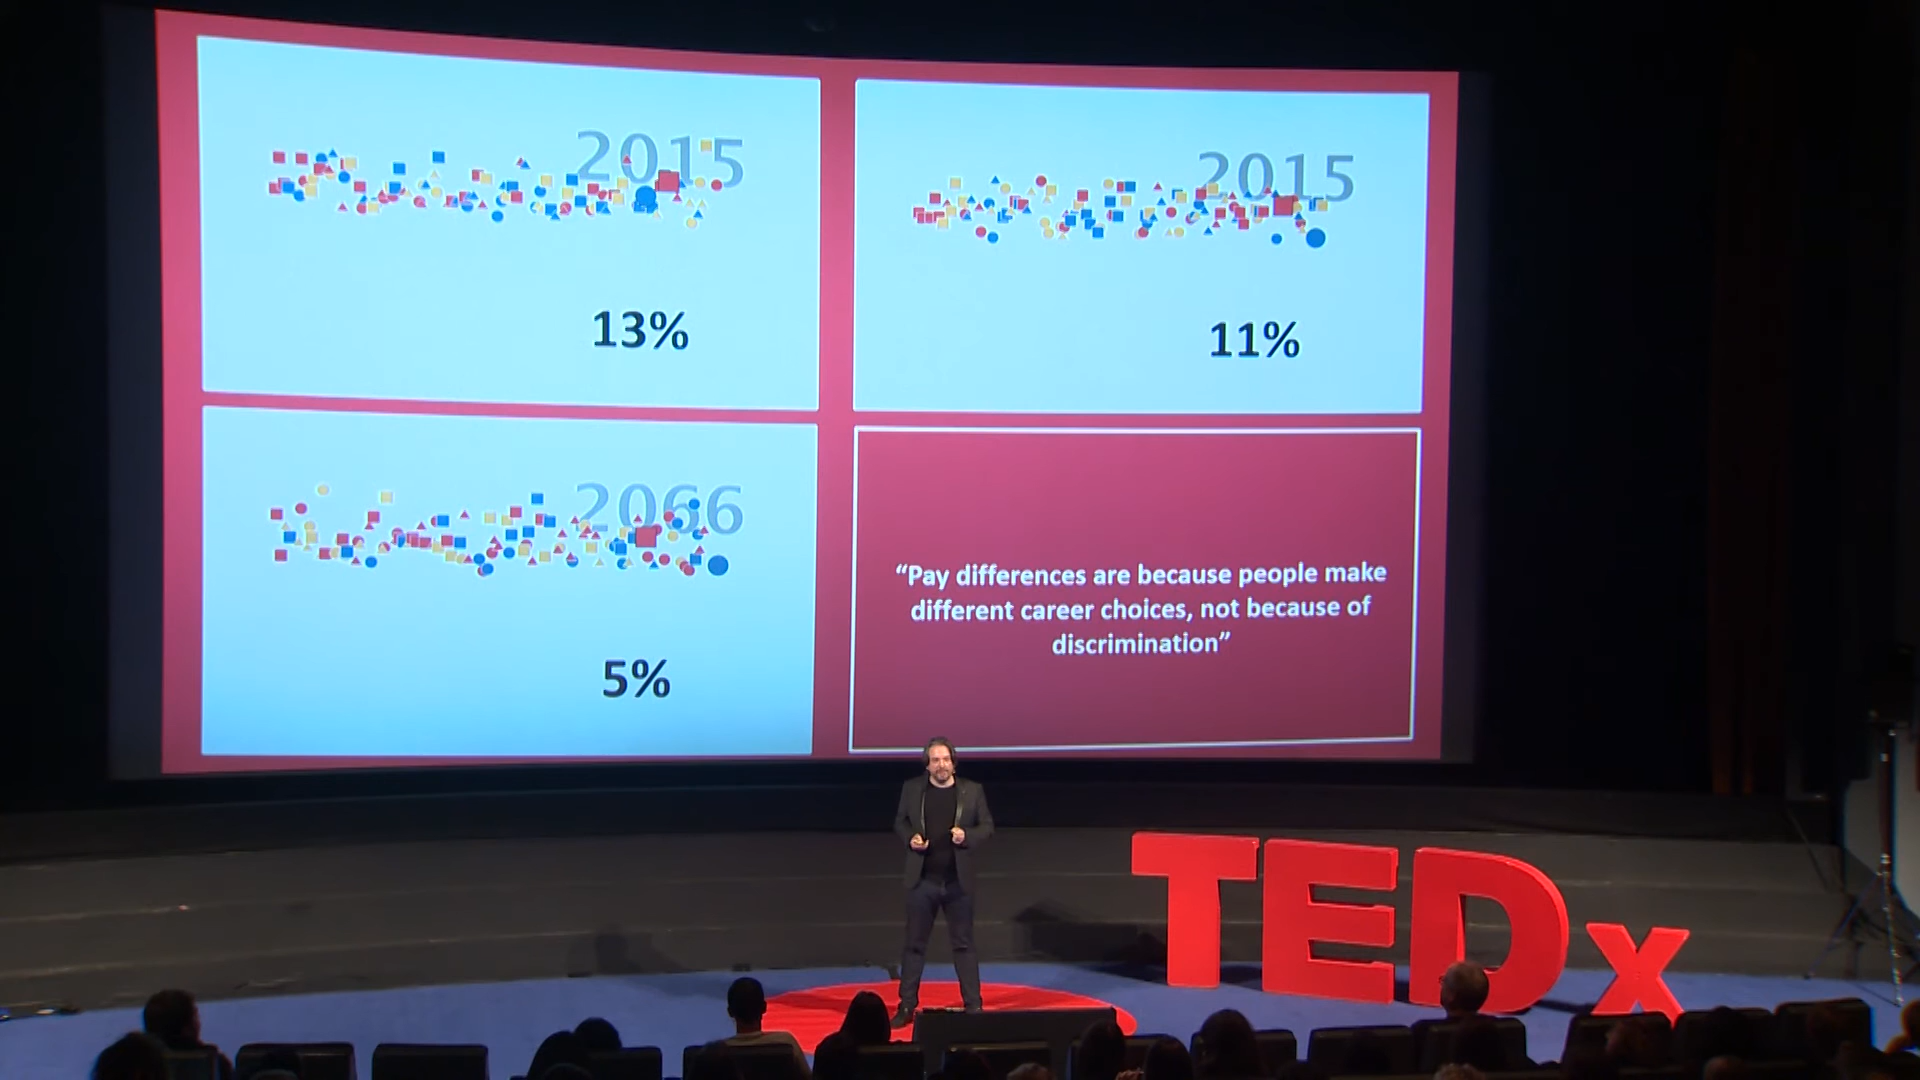 2015
13%
2015
11%
2066
5%
“Pay differences are because people make
different career choices, not because of
discrimination”
TEDx